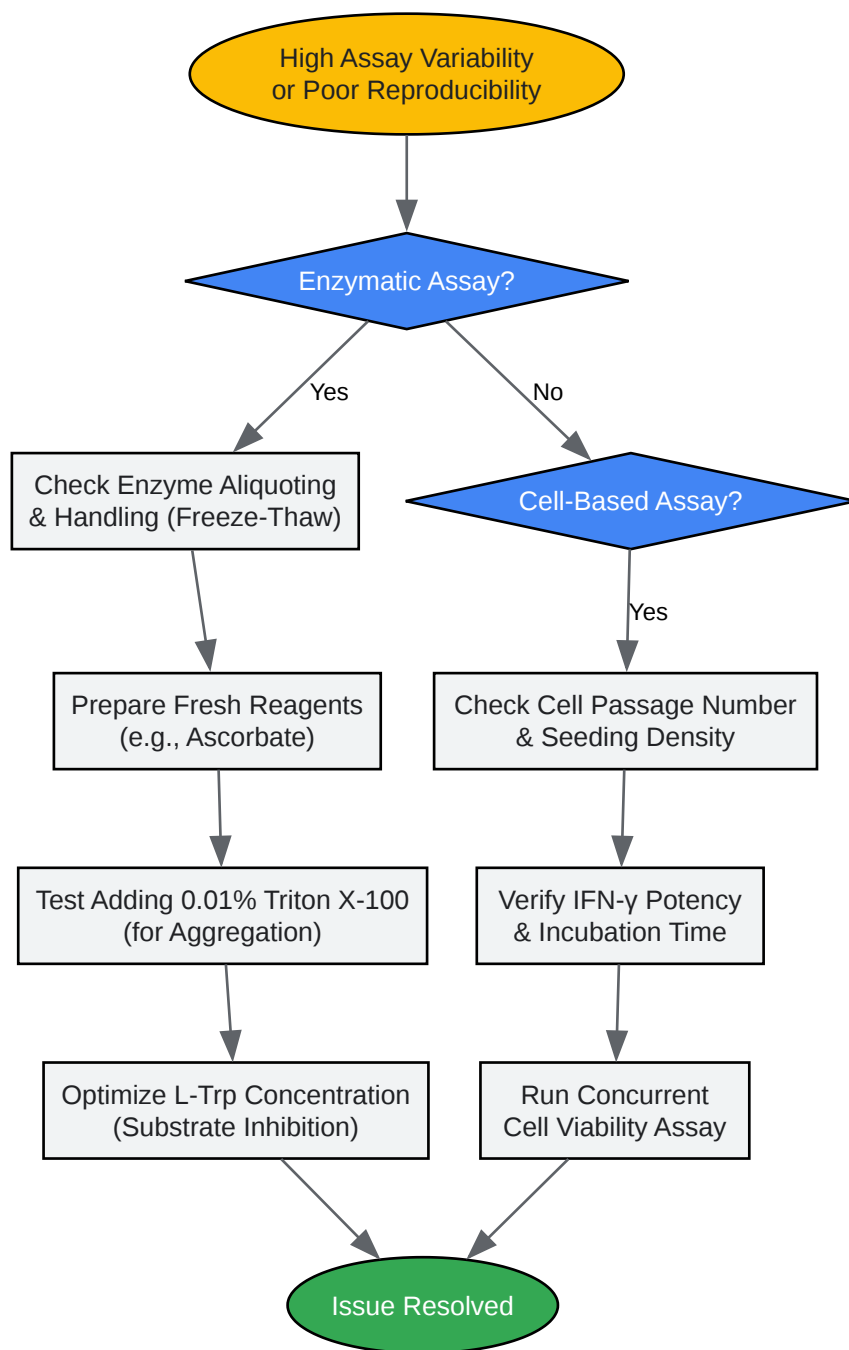 High Assay Variability
or Poor Reproducibility
Enzymatic Assay?
Yes
No
Check Enzyme Aliquoting
& Handling (Freeze-Thaw)
Cell-Based Assay?
Yes
Prepare Fresh Reagents
(e.g., Ascorbate)
Check Cell Passage Number
& Seeding Density
Test Adding 0.01% Triton X-100
(for Aggregation)
Verify IFN-γ Potency
& Incubation Time
Optimize L-Trp Concentration
(Substrate Inhibition)
Run Concurrent
Cell Viability Assay
Issue Resolved